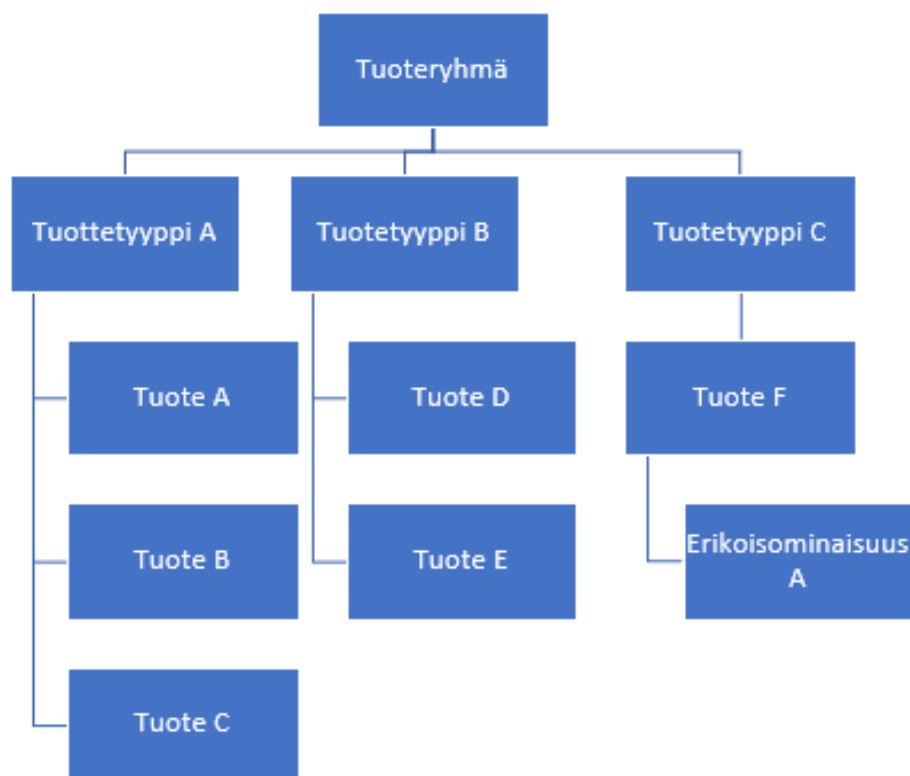 Tuoteryhmä
Tuottetyyppi A
Tuotetyyppi B
Tuotetyyppi C
Tuote A
Tuote D
Tuote F
Tuote B
Tuote E
Erikoisominaisuus
A
Tuote C